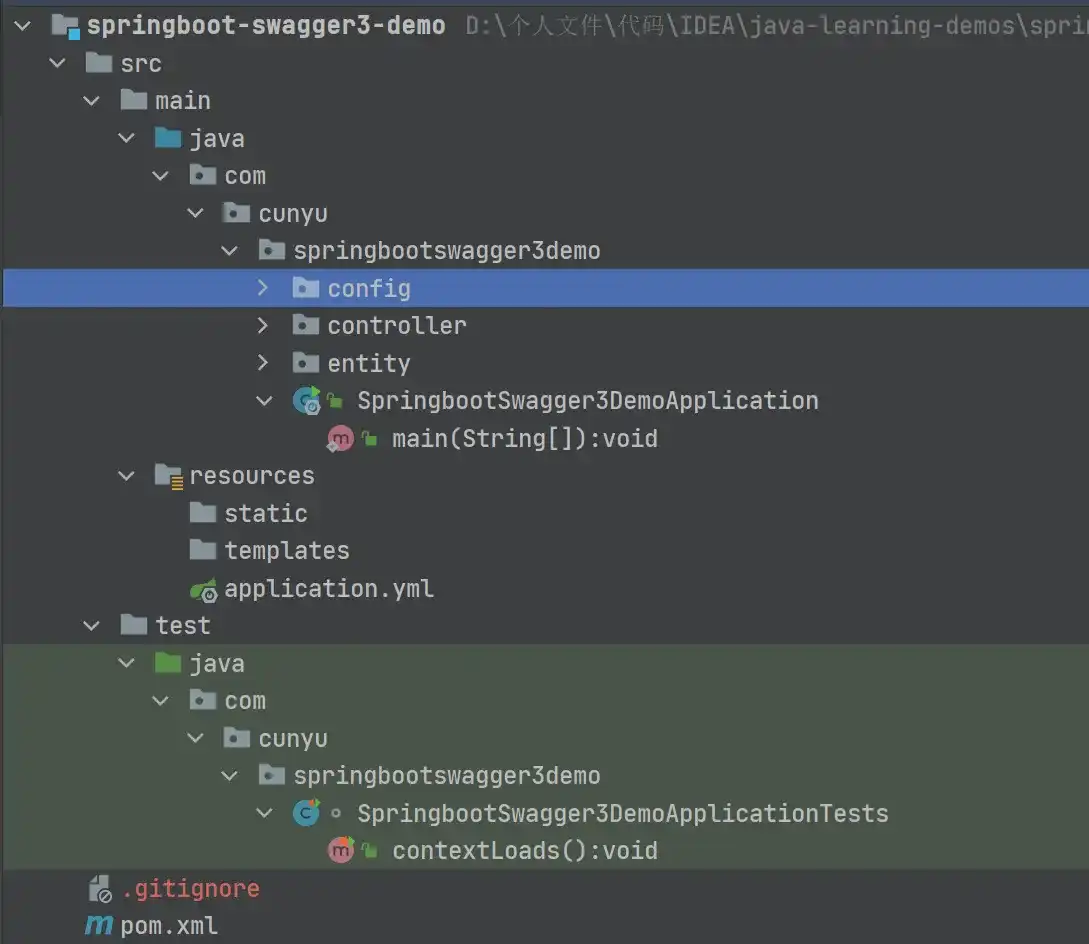 springboot-swagger3-demo D:\个人文件\代码\IDEA\java-learning-demos\spri
src
main
java
com
cunyu
springbootswagger3demo
config
controller
entity
SpringbootSwagger3DemoApplication
main(String[]):void
resources
static
templates
application.yml
test
java
com
cunyu
springbootswagger3demo
SpringbootSwagger3DemoApplicationTests
contextLoads():void
.gitignore
pom.xml